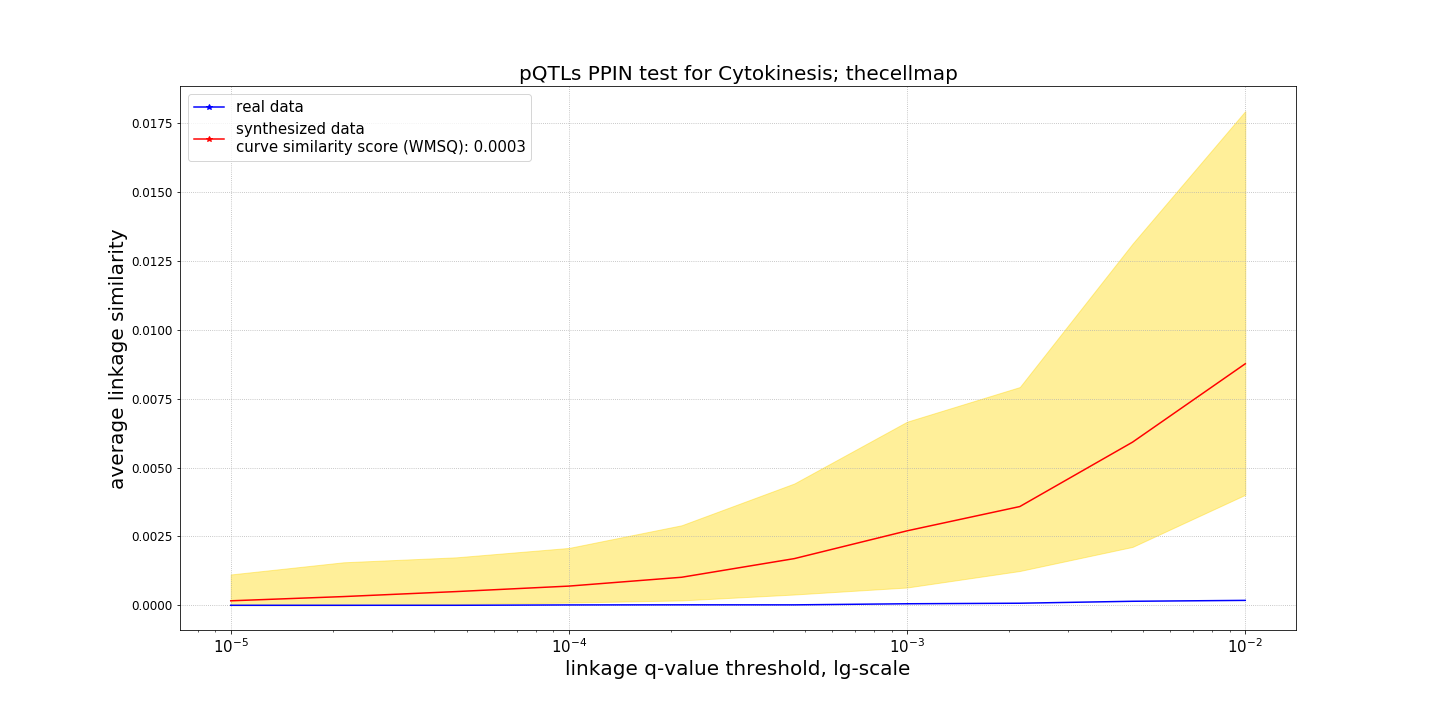 pQTLs PPIN test for Cytokinesis; thecellmap
real data
synthesized data
curve similarity score (WMSQ): 0.0003
average linkage similarity
0.0175
0.0150
0.0125
0.0100
0.0075
0.0050
0.0025
0.0000
10⁻⁵ 10⁻⁴ 10⁻³ 10⁻²
linkage q-value threshold, lg-scale